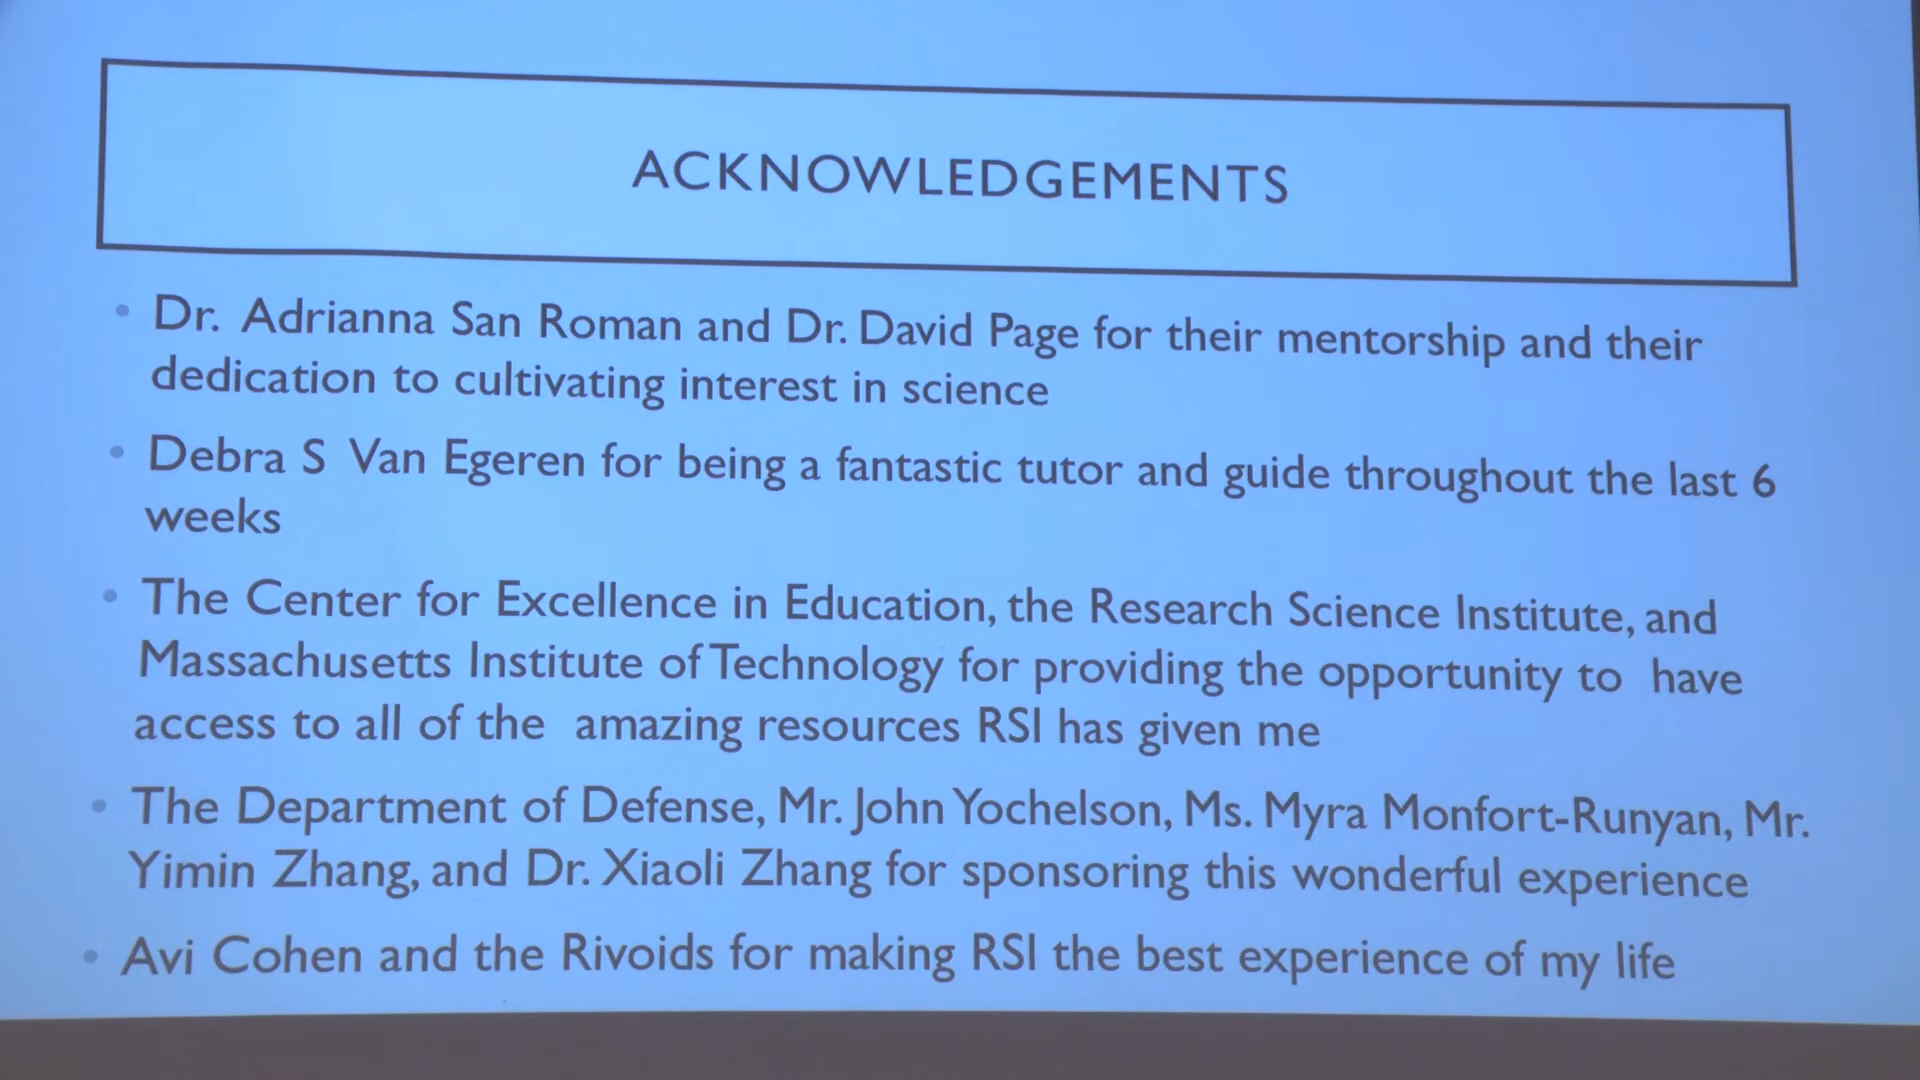 ACKNOWLEDGEMENTS
• Dr. Adrianna San Roman and Dr. David Page for their mentorship and their
dedication to cultivating interest in science
• Debra S Van Egeren for being a fantastic tutor and guide throughout the last 6
weeks
• The Center for Excellence in Education, the Research Science Institute, and
Massachusetts Institute of Technology for providing the opportunity to have
access to all of the amazing resources RSI has given me
• The Department of Defense, Mr. John Yochelson, Ms. Myra Monfort-Runyan, Mr.
Yimin Zhang, and Dr. Xiaoli Zhang for sponsoring this wonderful experience
• Avi Cohen and the Rivoids for making RSI the best experience of my life